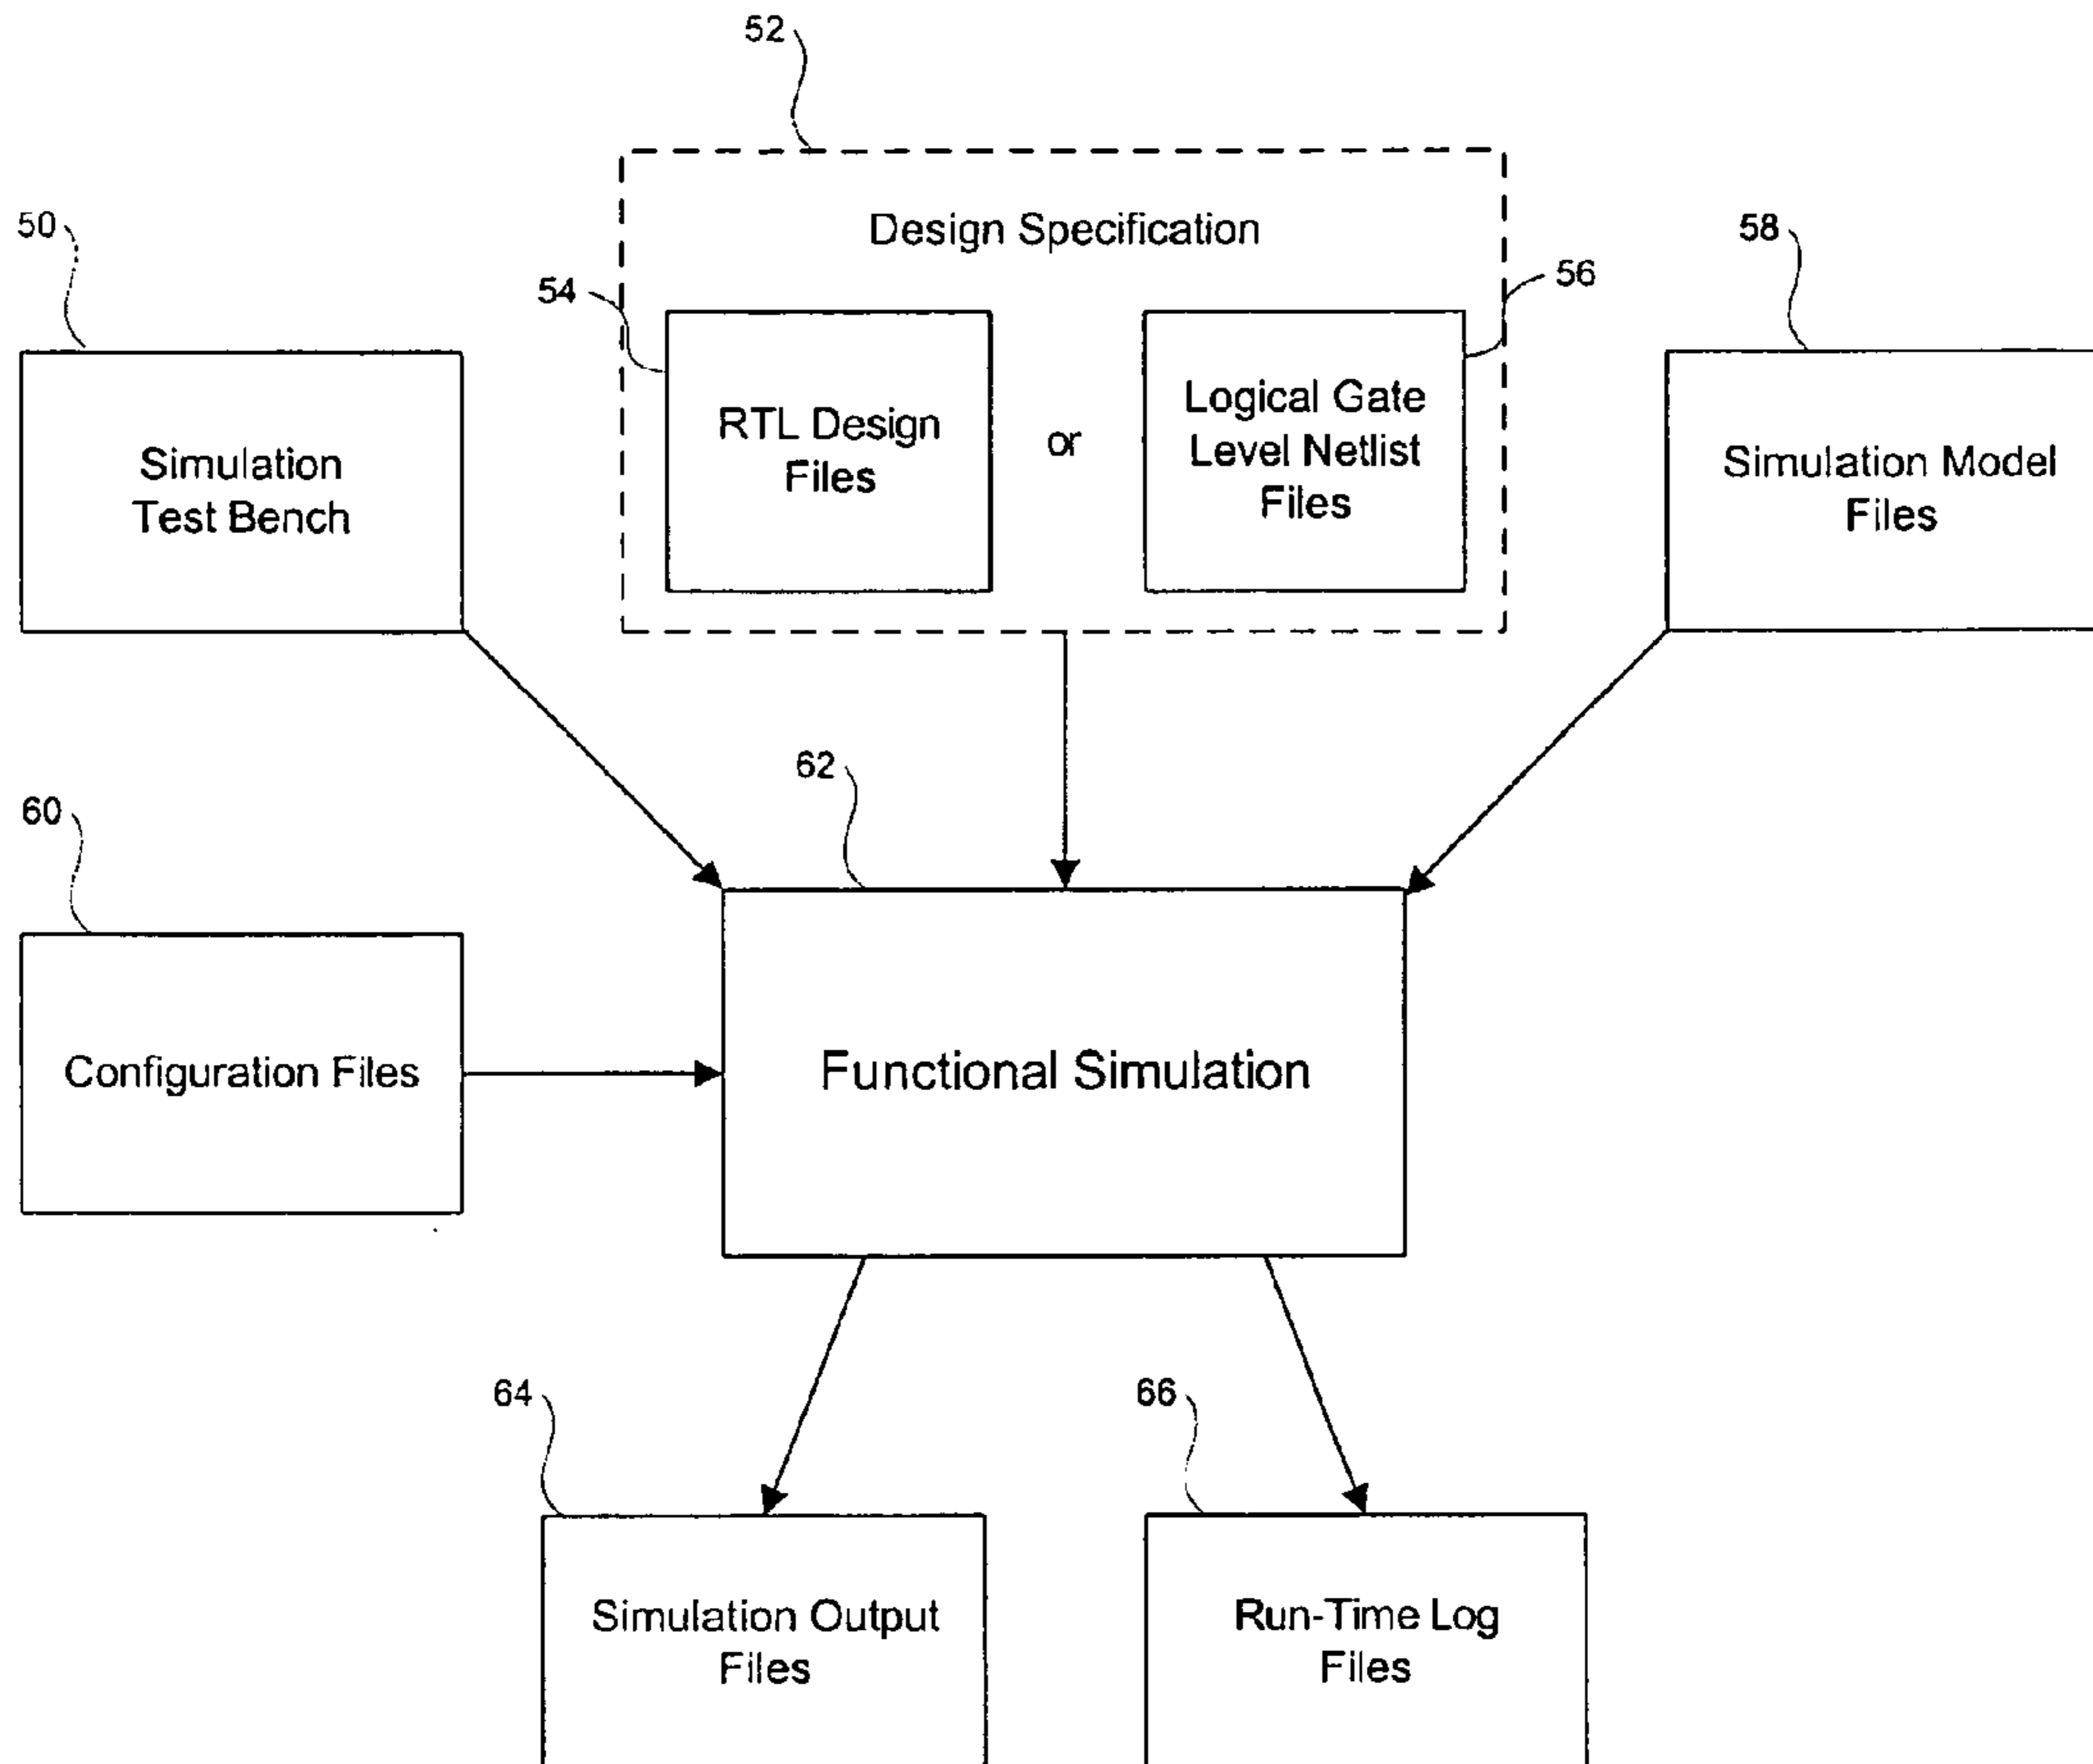 52
50
Design Specification
58
54
56
RTL Design
Files
or
Logical Gate
Level Netlist
Files
Simulation
Test Bench
Simulation Model
Files
62
60
Configuration Files
Functional Simulation
64
66
Simulation Output
Files
Run-Time Log
Files